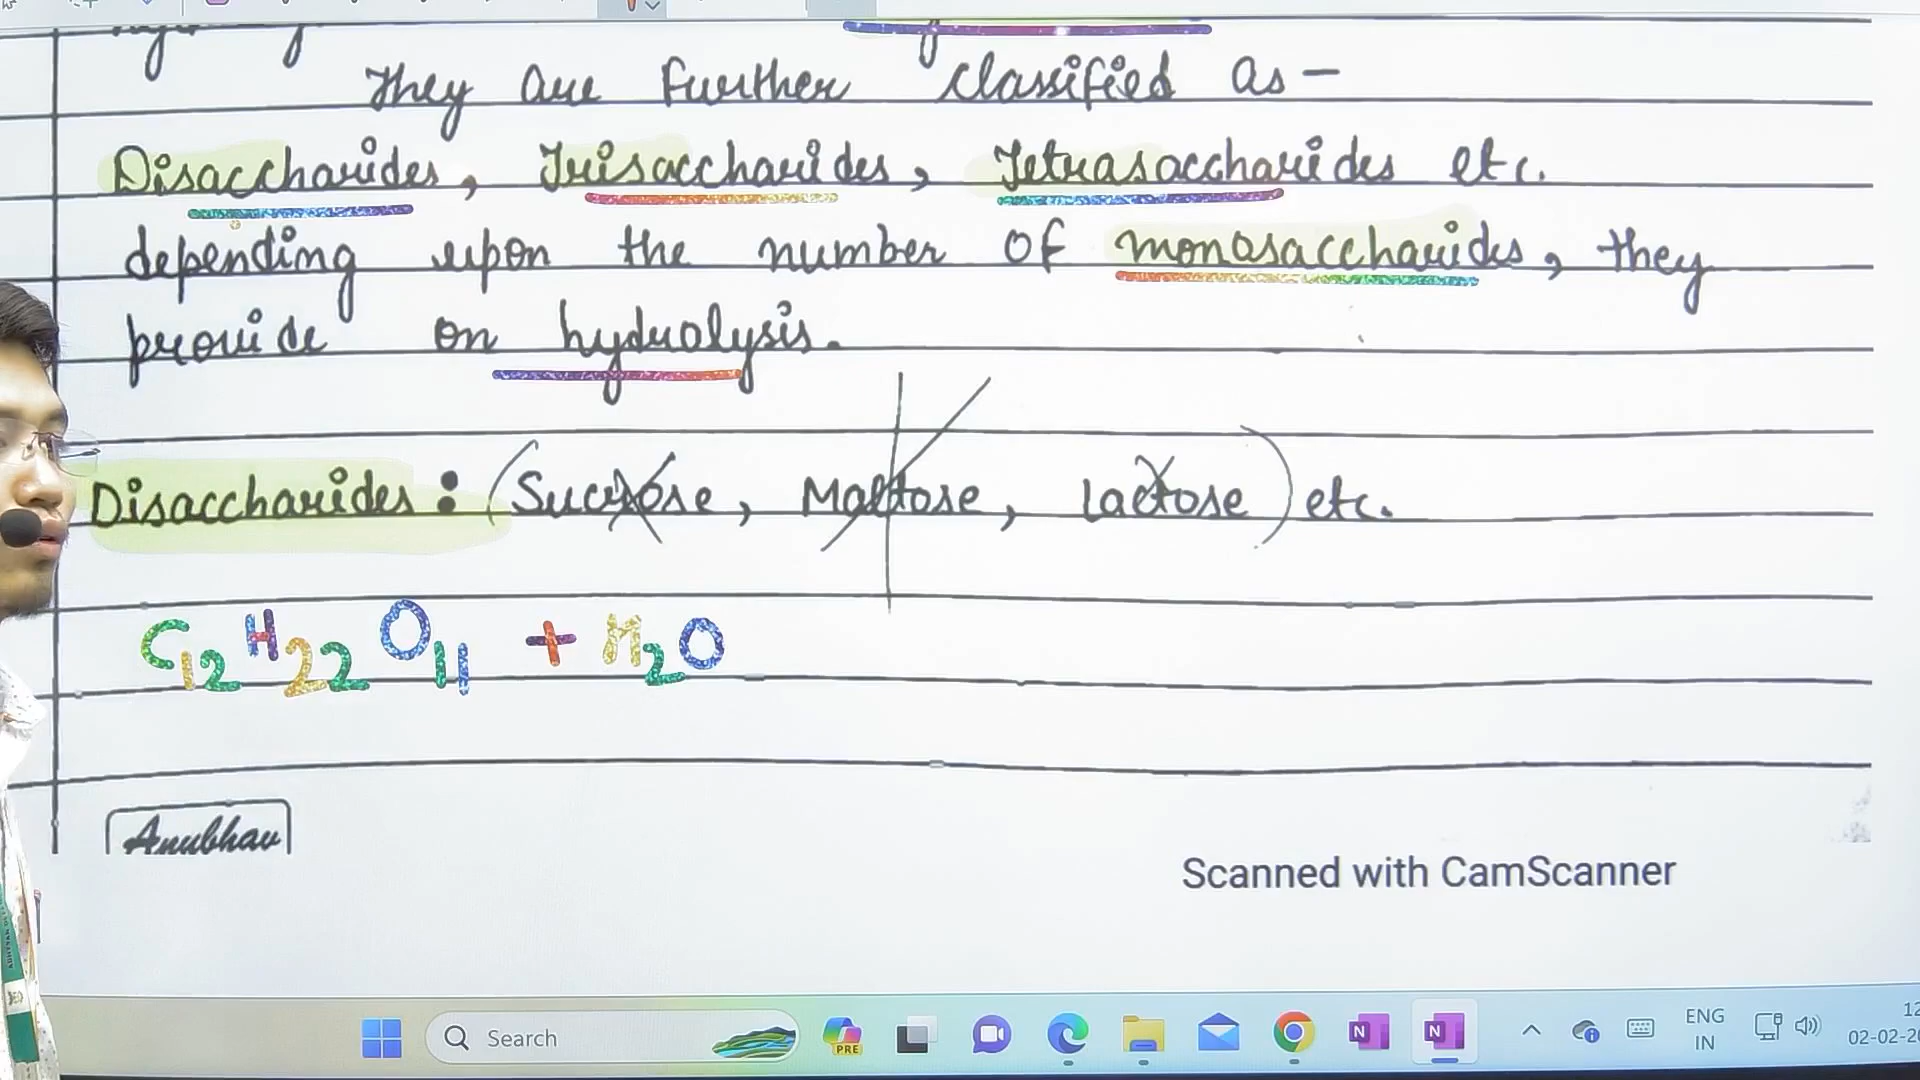 They are further classified as-
Disaccharides, Trisaccharides, Tetrasaccharides etc.
depending upon the number of monosaccharides, they
provide on hydrolysis.
Disaccharides: (Sucrose, Maltose, lactose) etc.
C12H22O11 + H2O
Anubhav
Scanned with CamScanner
Search
PRE
ENG
IN
02-02-2